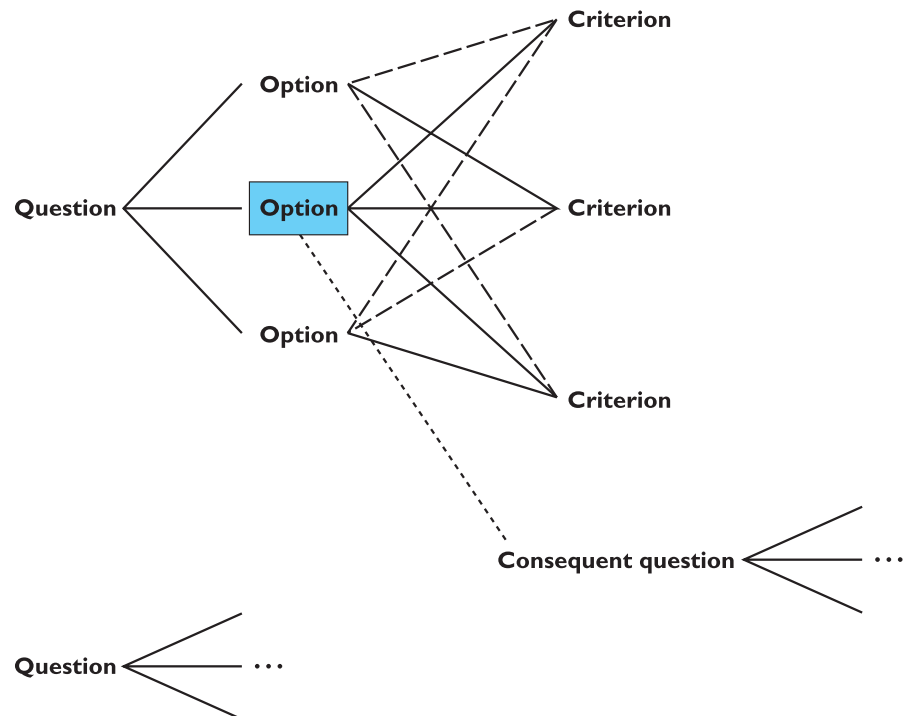 Criterion
Option
Question
Option
Criterion
Option
Criterion
Consequent question
...
Question
...